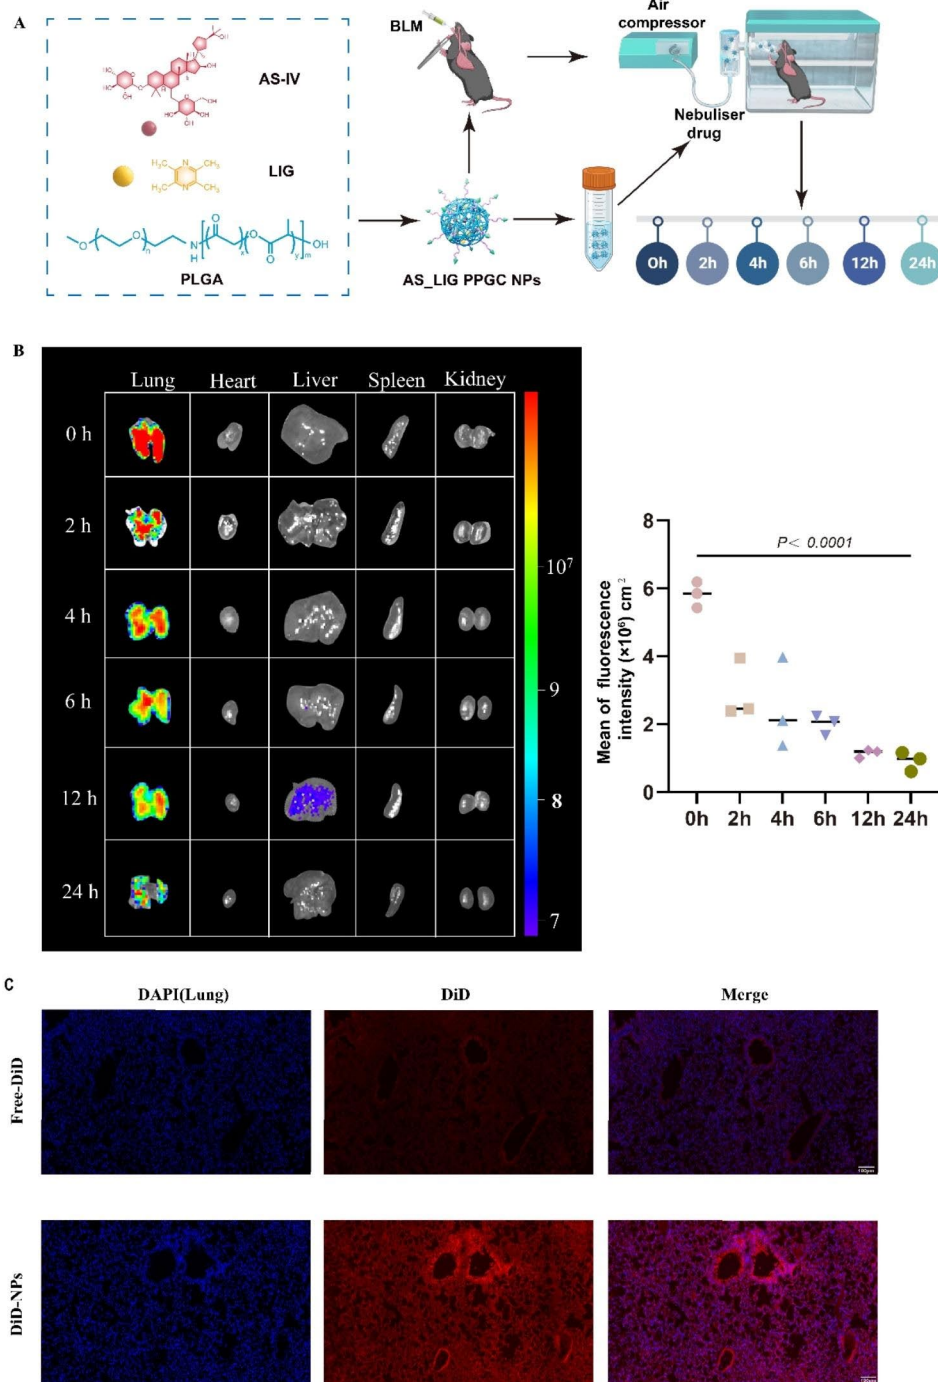 A
AS-IV
LIG
PLGA
BLM
AS_LIG PPGC NPs
Air
compressor
Nebuliser
drug
0h
2h
4h
6h
12h
24h
B
Lung
Heart
Liver
Spleen
Kidney
0 h
2 h
4 h
6 h
12 h
24 h
10⁷
9
8
7
P< 0.0001
Mean of fluorescence
intensity (×10⁶) cm⁻²
8
6
4
2
0
0h
2h
4h
6h
12h
24h
C
DAPI(Lung)
DiD
Merge
Free-DiD
100μm
DiD-NPs
100μm